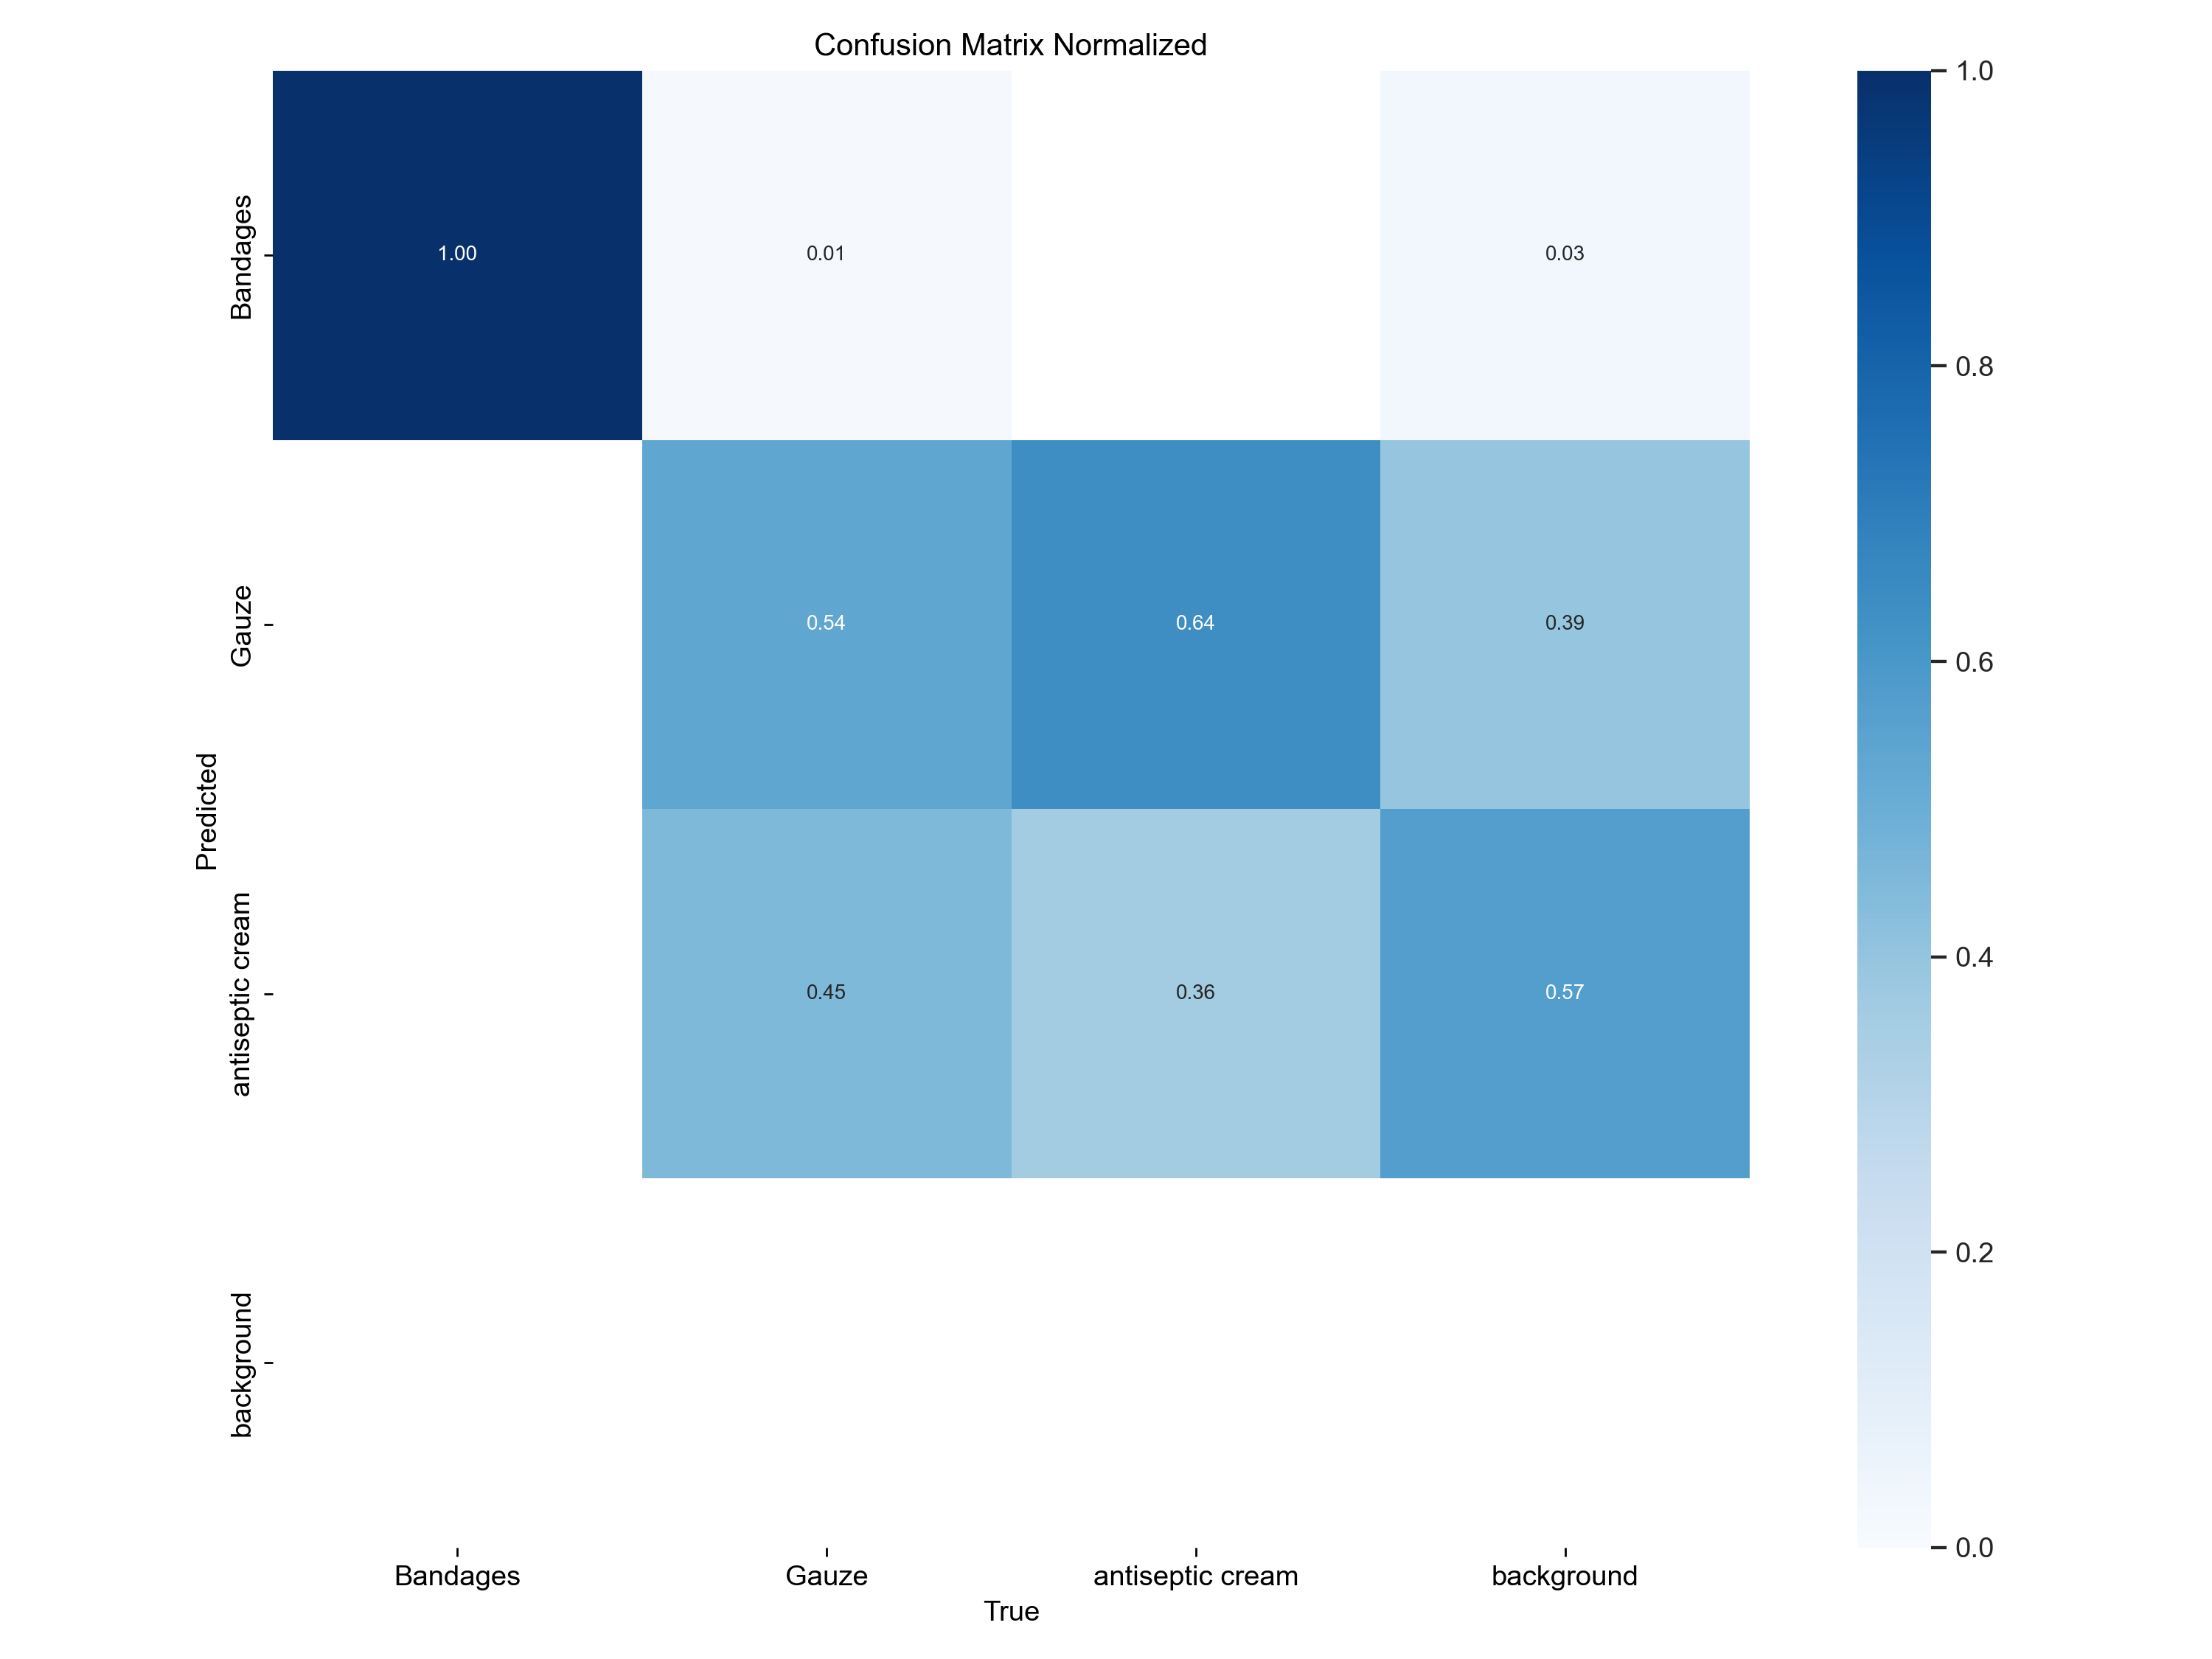 Confusion Matrix Normalized
Bandages
1.00
0.01
0.03
Gauze
0.54
0.64
0.39
antiseptic cream
0.45
0.36
0.57
background
Predicted
Bandages
Gauze
antiseptic cream
background
True
1.0
0.8
0.6
0.4
0.2
0.0